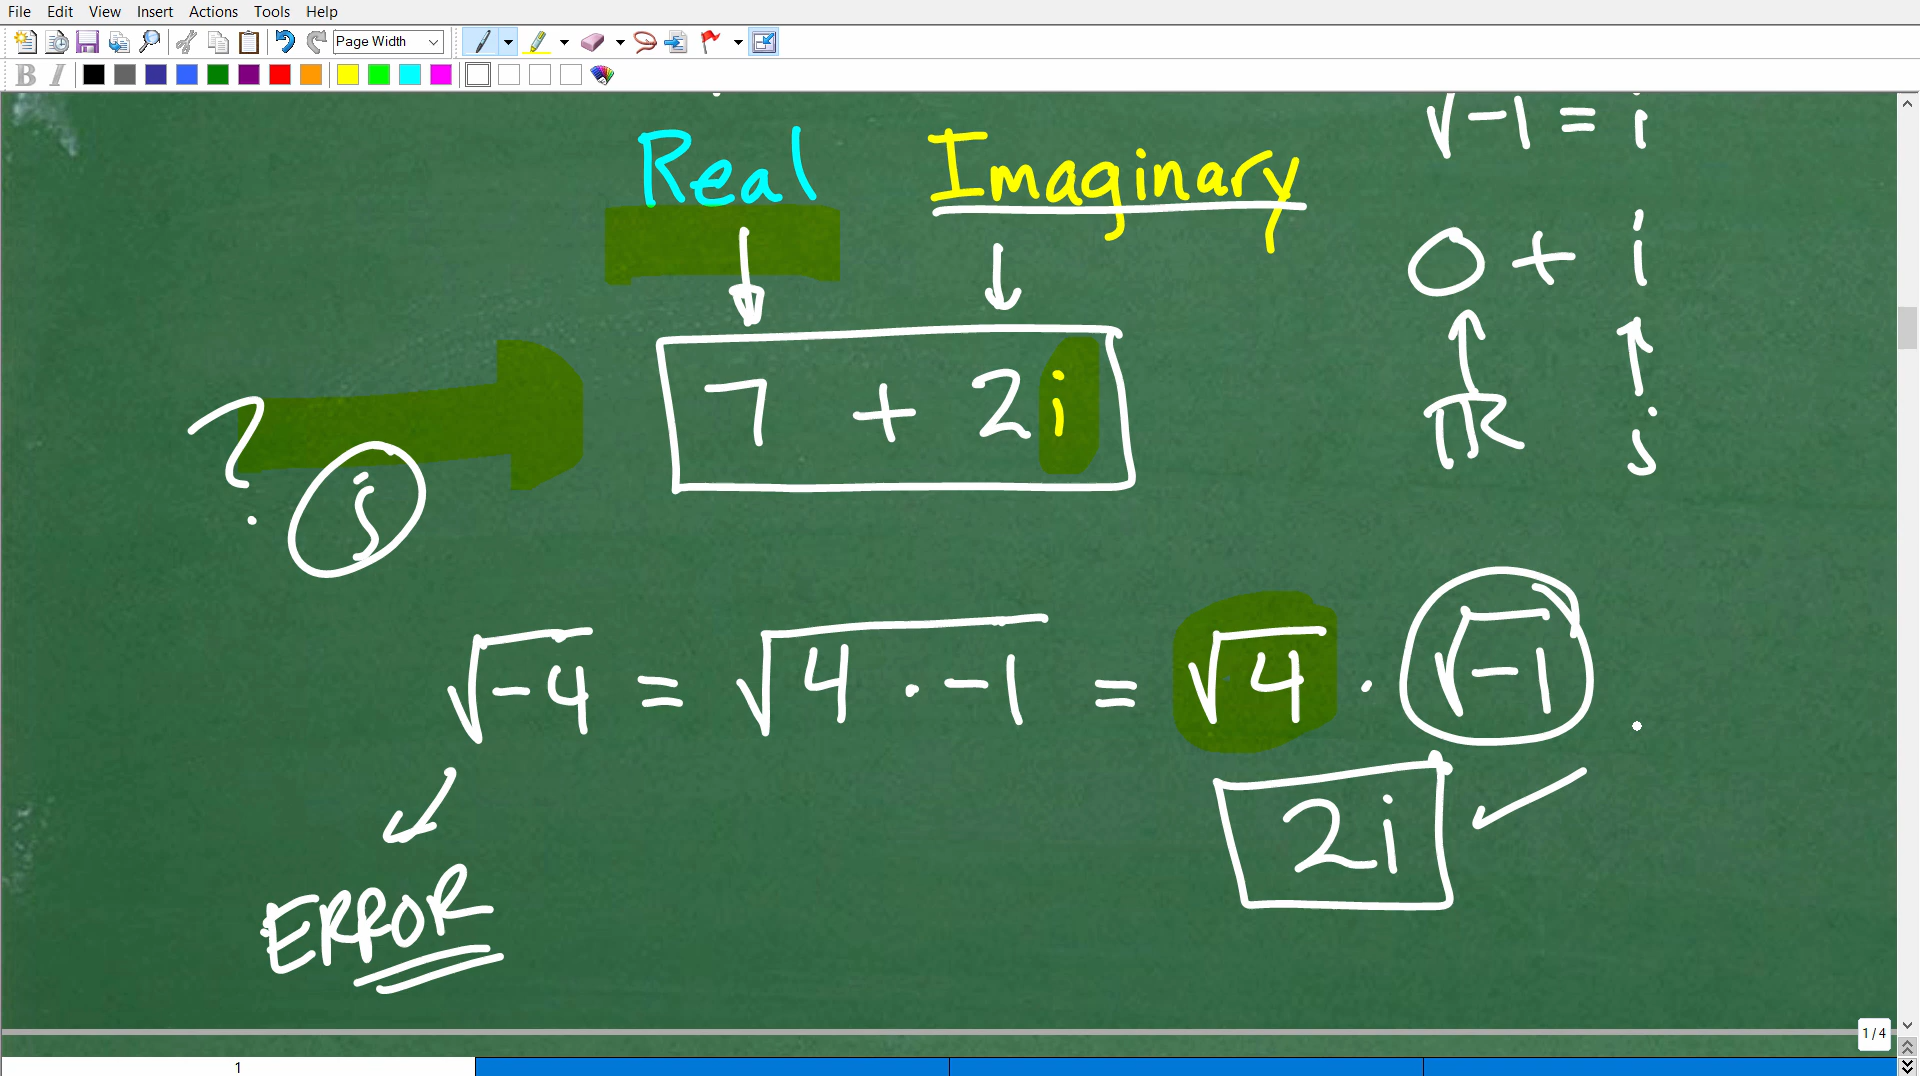 File Edit View Insert Actions Tools Help
Page Width
B I
√-1 = i
Real Imaginary
0 + i
7 + 2i
ℝ i
?
i
√-4 = √4 · -1 = √4 · √-1
2i
ERROR
1 / 4
1